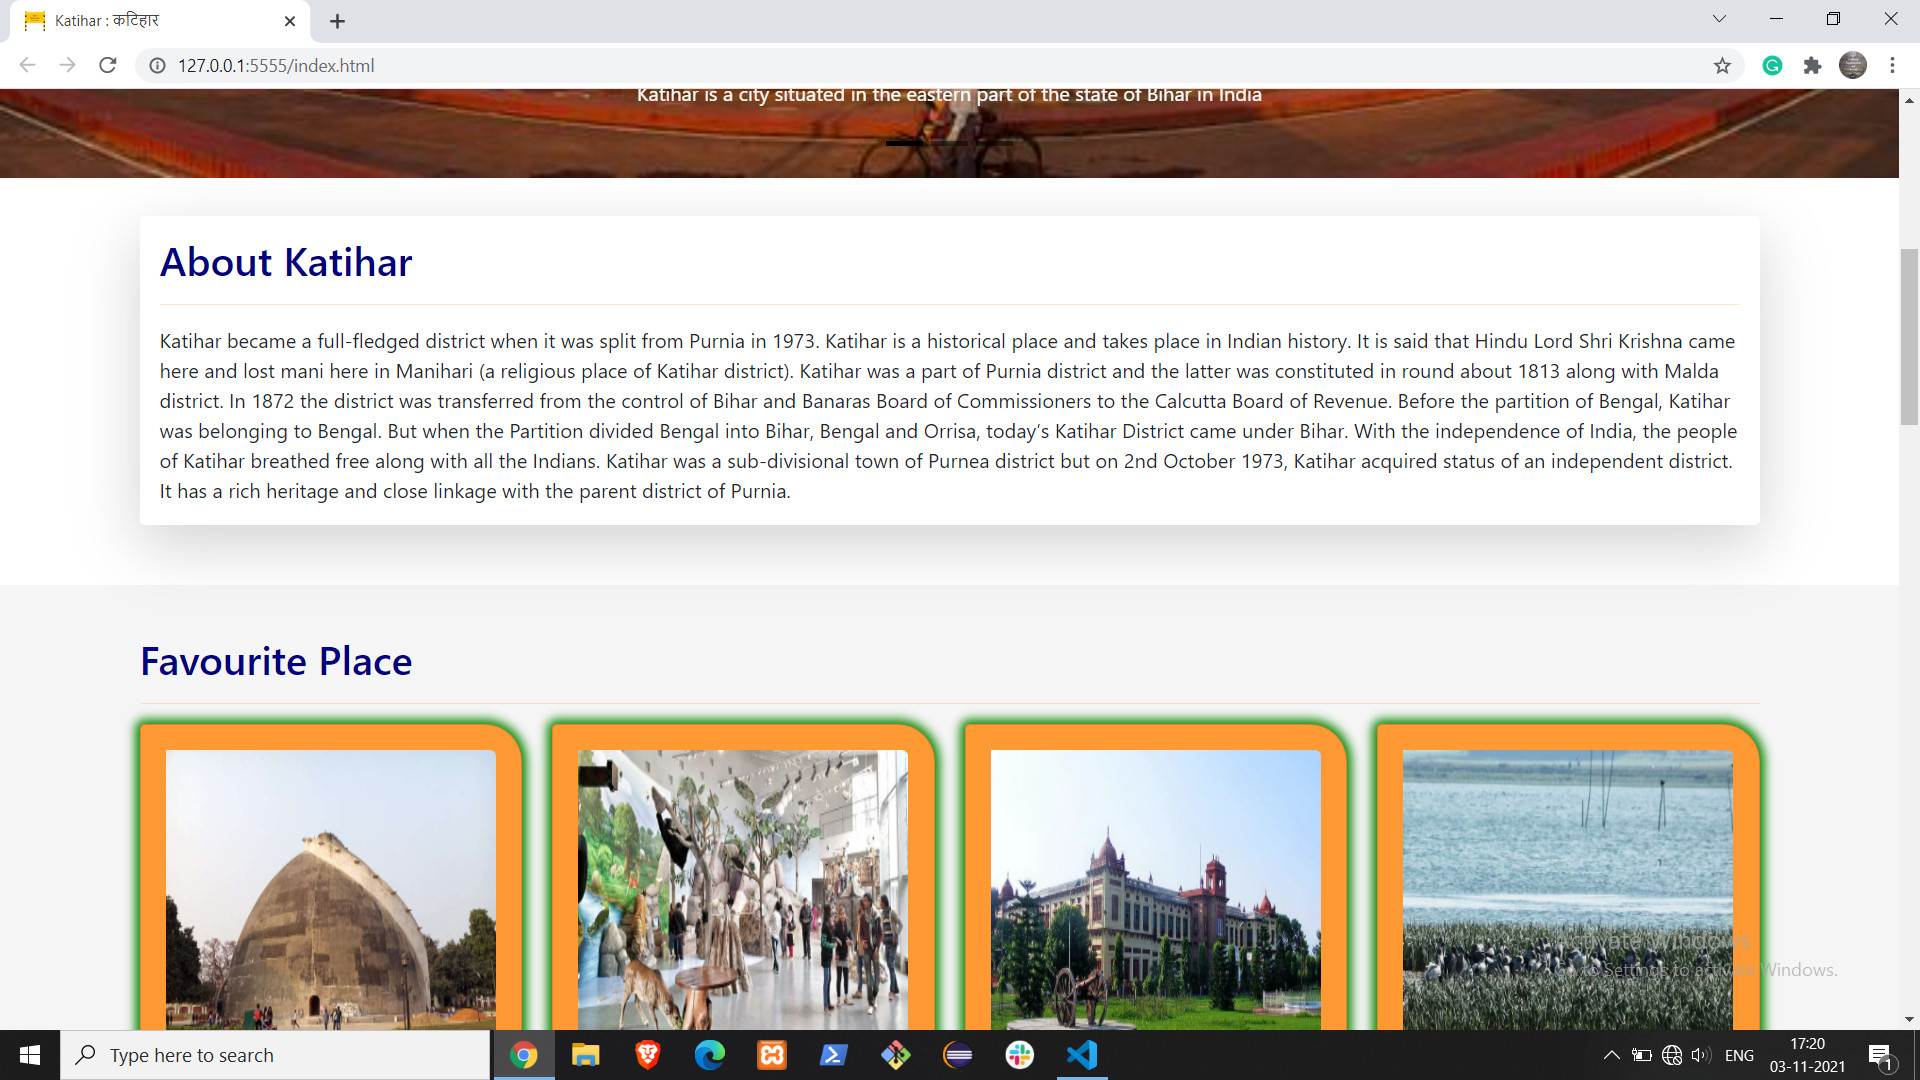 Katihar : कटिहार
127.0.0.1:5555/index.html
Katihar is a city situated in the eastern part of the state of Bihar in India
About Katihar
Katihar became a full-fledged district when it was split from Purnia in 1973. Katihar is a historical place and takes place in Indian history. It is said that Hindu Lord Shri Krishna came
here and lost mani here in Manihari (a religious place of Katihar district). Katihar was a part of Purnia district and the latter was constituted in round about 1813 along with Malda
district. In 1872 the district was transferred from the control of Bihar and Banaras Board of Commissioners to the Calcutta Board of Revenue. Before the partition of Bengal, Katihar
was belonging to Bengal. But when the Partition divided Bengal into Bihar, Bengal and Orrisa, today’s Katihar District came under Bihar. With the independence of India, the people
of Katihar breathed free along with all the Indians. Katihar was a sub-divisional town of Purnea district but on 2nd October 1973, Katihar acquired status of an independent district.
It has a rich heritage and close linkage with the parent district of Purnia.
Favourite Place
Activate Windows
Go to Settings to activate Windows.
Type here to search
ENG
17:20
03-11-2021
1